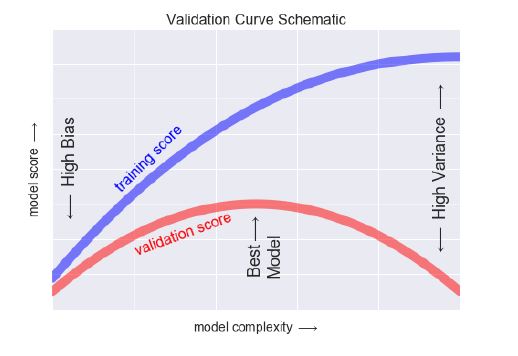 Validation Curve Schematic
model score ⟶
⟵ High Bias
training score
validation score
Best ⟶
Model
⟵ High Variance ⟶
model complexity ⟶